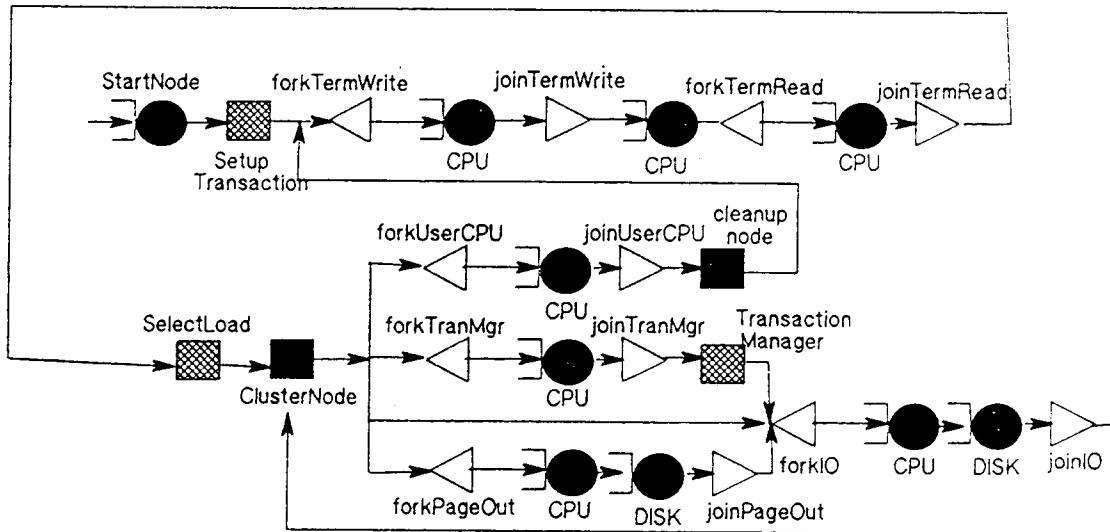 StartNode
forkTermWrite
joinTermWrite
forkTermRead
joinTermRead
Setup
Transaction
CPU
CPU
CPU
forkUserCPU
joinUserCPU
cleanup
node
CPU
SelectLoad
forkTranMgr
joinTranMgr
Transaction
Manager
ClusterNode
CPU
forkPageOut
CPU
DISK
joinPageOut
forkIO
CPU
DISK
joinIO